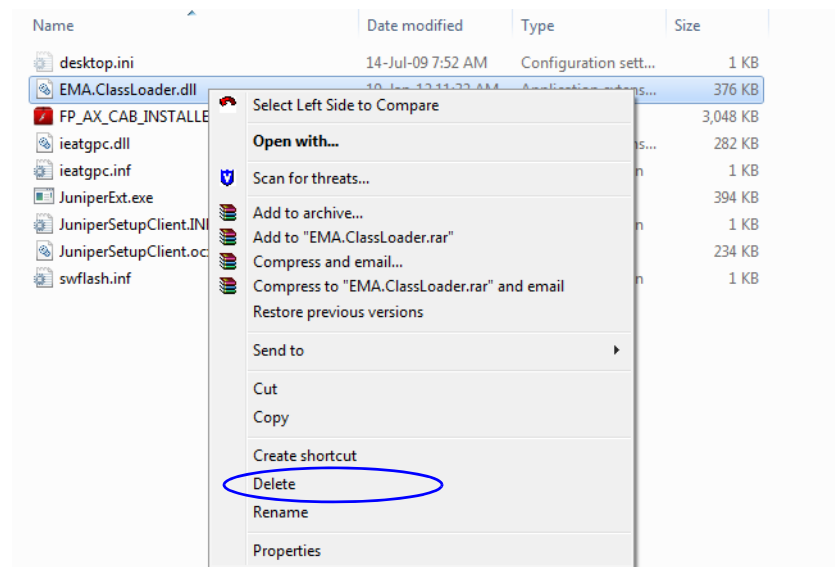 Name Date modified Type Size
desktop.ini 14-Jul-09 7:52 AM Configuration sett... 1 KB
EMA.ClassLoader.dll 376 KB
FP_AX_CAB_INSTALLE 3,048 KB
ieatgpc.dll 282 KB
ieatgpc.inf 1 KB
JuniperExt.exe 394 KB
JuniperSetupClient.INI 1 KB
JuniperSetupClient.oc 234 KB
swflash.inf 1 KB
Select Left Side to Compare
Open with...
Scan for threats...
Add to archive...
Add to "EMA.ClassLoader.rar"
Compress and email...
Compress to "EMA.ClassLoader.rar" and email
Restore previous versions
Send to
Cut
Copy
Create shortcut
Delete
Rename
Properties